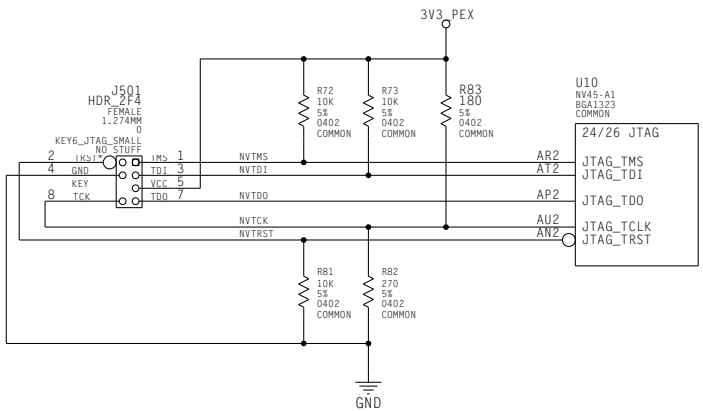 3V3_PEX
J501
HDR_2F4
FEMALE
1.274MM
0
KEY6_JTAG_SMALL
NO STUFF
R72
10K
5%
0402
COMMON
R73
10K
5%
0402
COMMON
R83
180
5%
0402
COMMON
U10
NV45-A1
BGA1323
COMMON
24/26 JTAG
2 TRST* TMS 1 NVTMS AR2 JTAG_TMS
4 GND TDI 3 NVTDI AT2 JTAG_TDI
KEY VCC 5
8 TCK TDO 7 NVTDO AP2 JTAG_TDO
NVTCK AU2 JTAG_TCLK
NVTRST AN2 JTAG_TRST
R81
10K
5%
0402
COMMON
R82
270
5%
0402
COMMON
GND